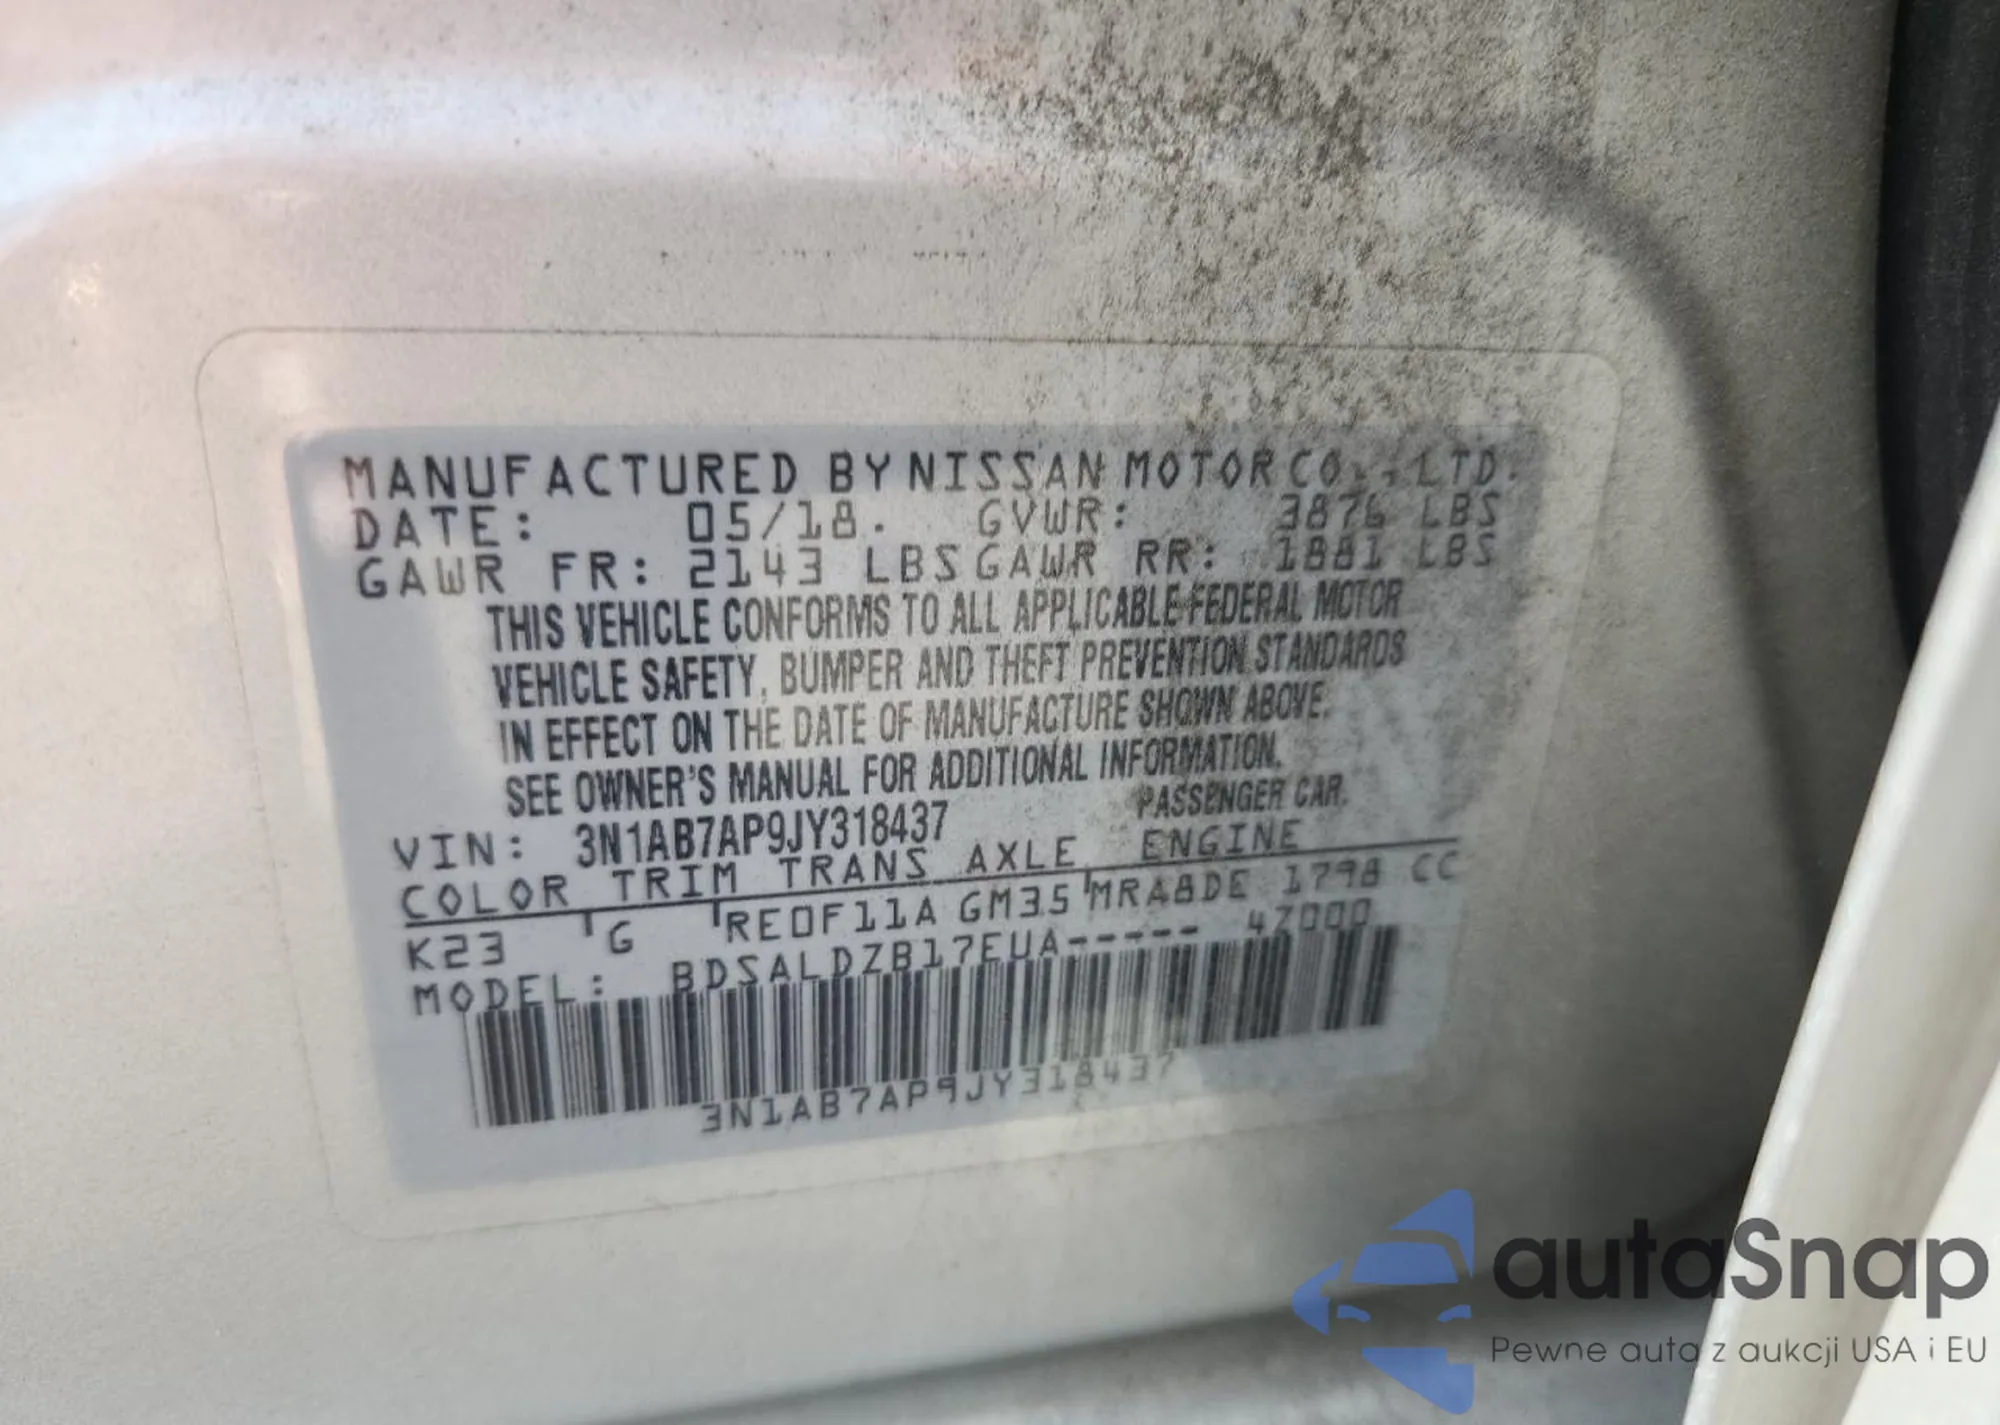 MANUFACTURED BY NISSAN MOTOR CO., LTD.
DATE: 05/18. GVWR: 3876 LBS
GAWR FR: 2143 LBS GAWR RR: 1881 LBS
THIS VEHICLE CONFORMS TO ALL APPLICABLE FEDERAL MOTOR
VEHICLE SAFETY, BUMPER AND THEFT PREVENTION STANDARDS
IN EFFECT ON THE DATE OF MANUFACTURE SHOWN ABOVE.
SEE OWNER'S MANUAL FOR ADDITIONAL INFORMATION.
VIN: 3N1AB7AP9JY318437 PASSENGER CAR.
COLOR TRIM TRANS AXLE ENGINE
K23 G RE0F11A GM35 MRA8DE 1798 CC
MODEL: BDSALDZB17EUA----- 4Z000
3N1AB7AP9JY318437
autaSnap
Pewne auta z aukcji USA i EU